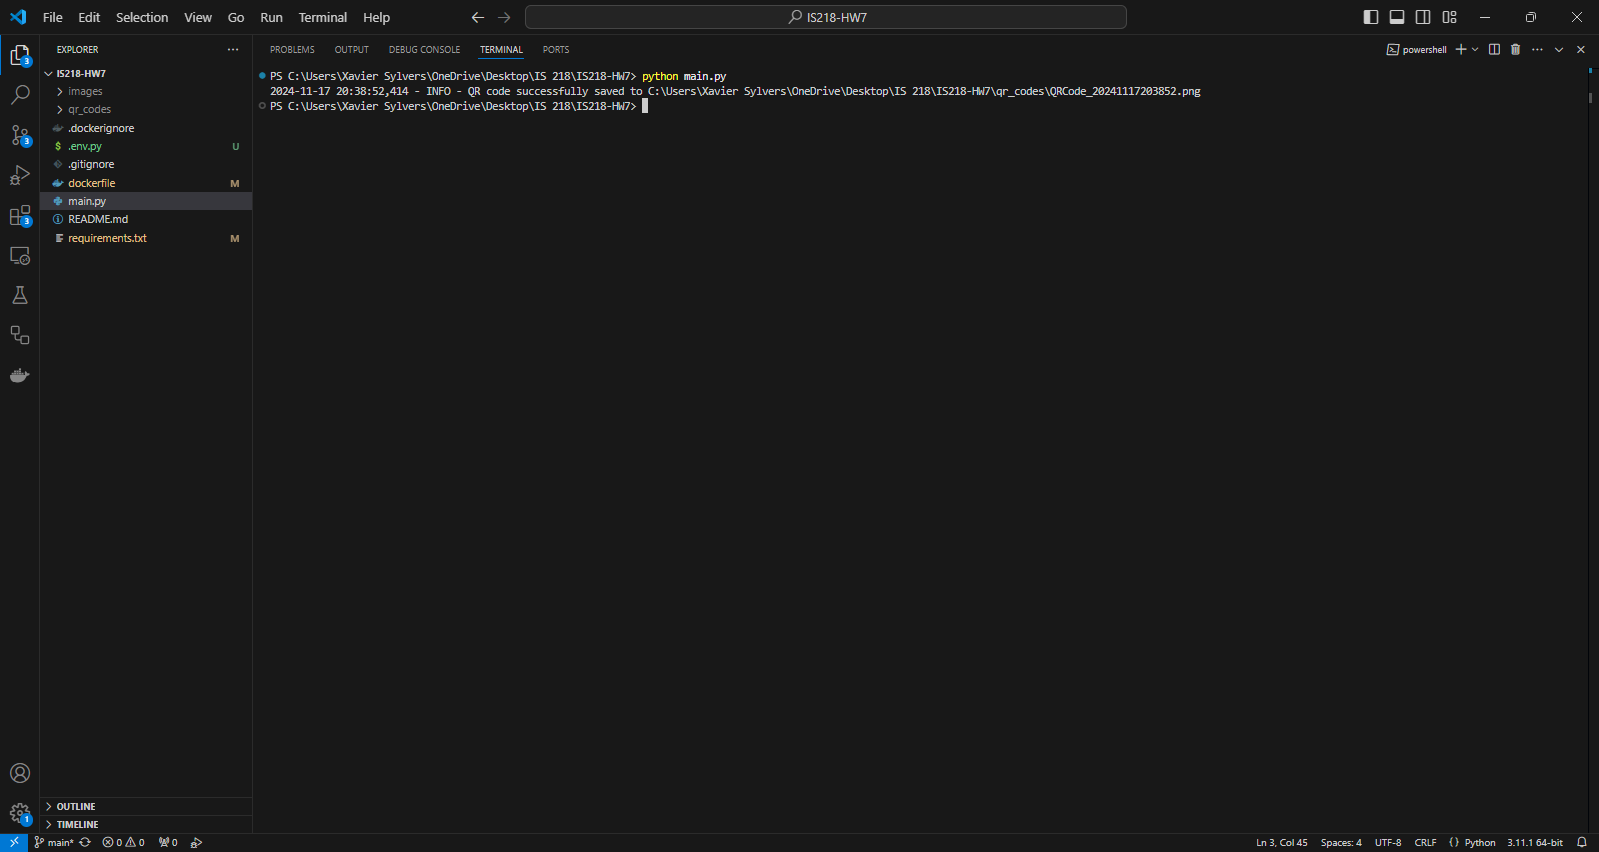 File Edit Selection View Go Run Terminal Help
IS218-HW7
EXPLORER
IS218-HW7
images
qr_codes
.dockerignore
$ .env.py U
.gitignore
dockerfile M
main.py
README.md
requirements.txt M
OUTLINE
TIMELINE
3
3
3
1
PROBLEMS OUTPUT DEBUG CONSOLE TERMINAL PORTS
powershell
PS C:\Users\Xavier Sylvers\OneDrive\Desktop\IS 218\IS218-HW7> python main.py
2024-11-17 20:38:52,414 - INFO - QR code successfully saved to C:\Users\Xavier Sylvers\OneDrive\Desktop\IS 218\IS218-HW7\qr_codes\QRCode_20241117203852.png
PS C:\Users\Xavier Sylvers\OneDrive\Desktop\IS 218\IS218-HW7>
main* 0 0 0
Ln 3, Col 45 Spaces: 4 UTF-8 CRLF {} Python 3.11.1 64-bit